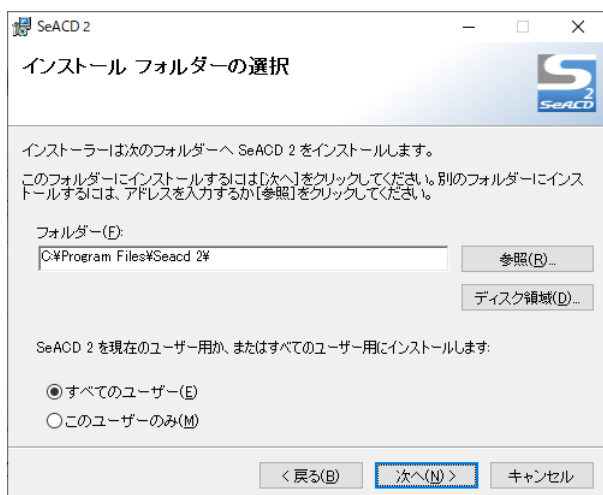 SeACD 2
インストール フォルダーの選択
S
2
SeACD
インストーラーは次のフォルダーへ SeACD 2 をインストールします。
このフォルダーにインストールするには[次へ]をクリックしてください。別のフォルダーにインス
トールするには、アドレスを入力するか[参照]をクリックしてください。
フォルダー(F):
C:¥Program Files¥Seacd 2¥
参照(R)...
ディスク領域(D)...
SeACD 2 を現在のユーザー用か、またはすべてのユーザー用にインストールします:
すべてのユーザー(E)
このユーザーのみ(M)
< 戻る(B)
次へ(N) >
キャンセル